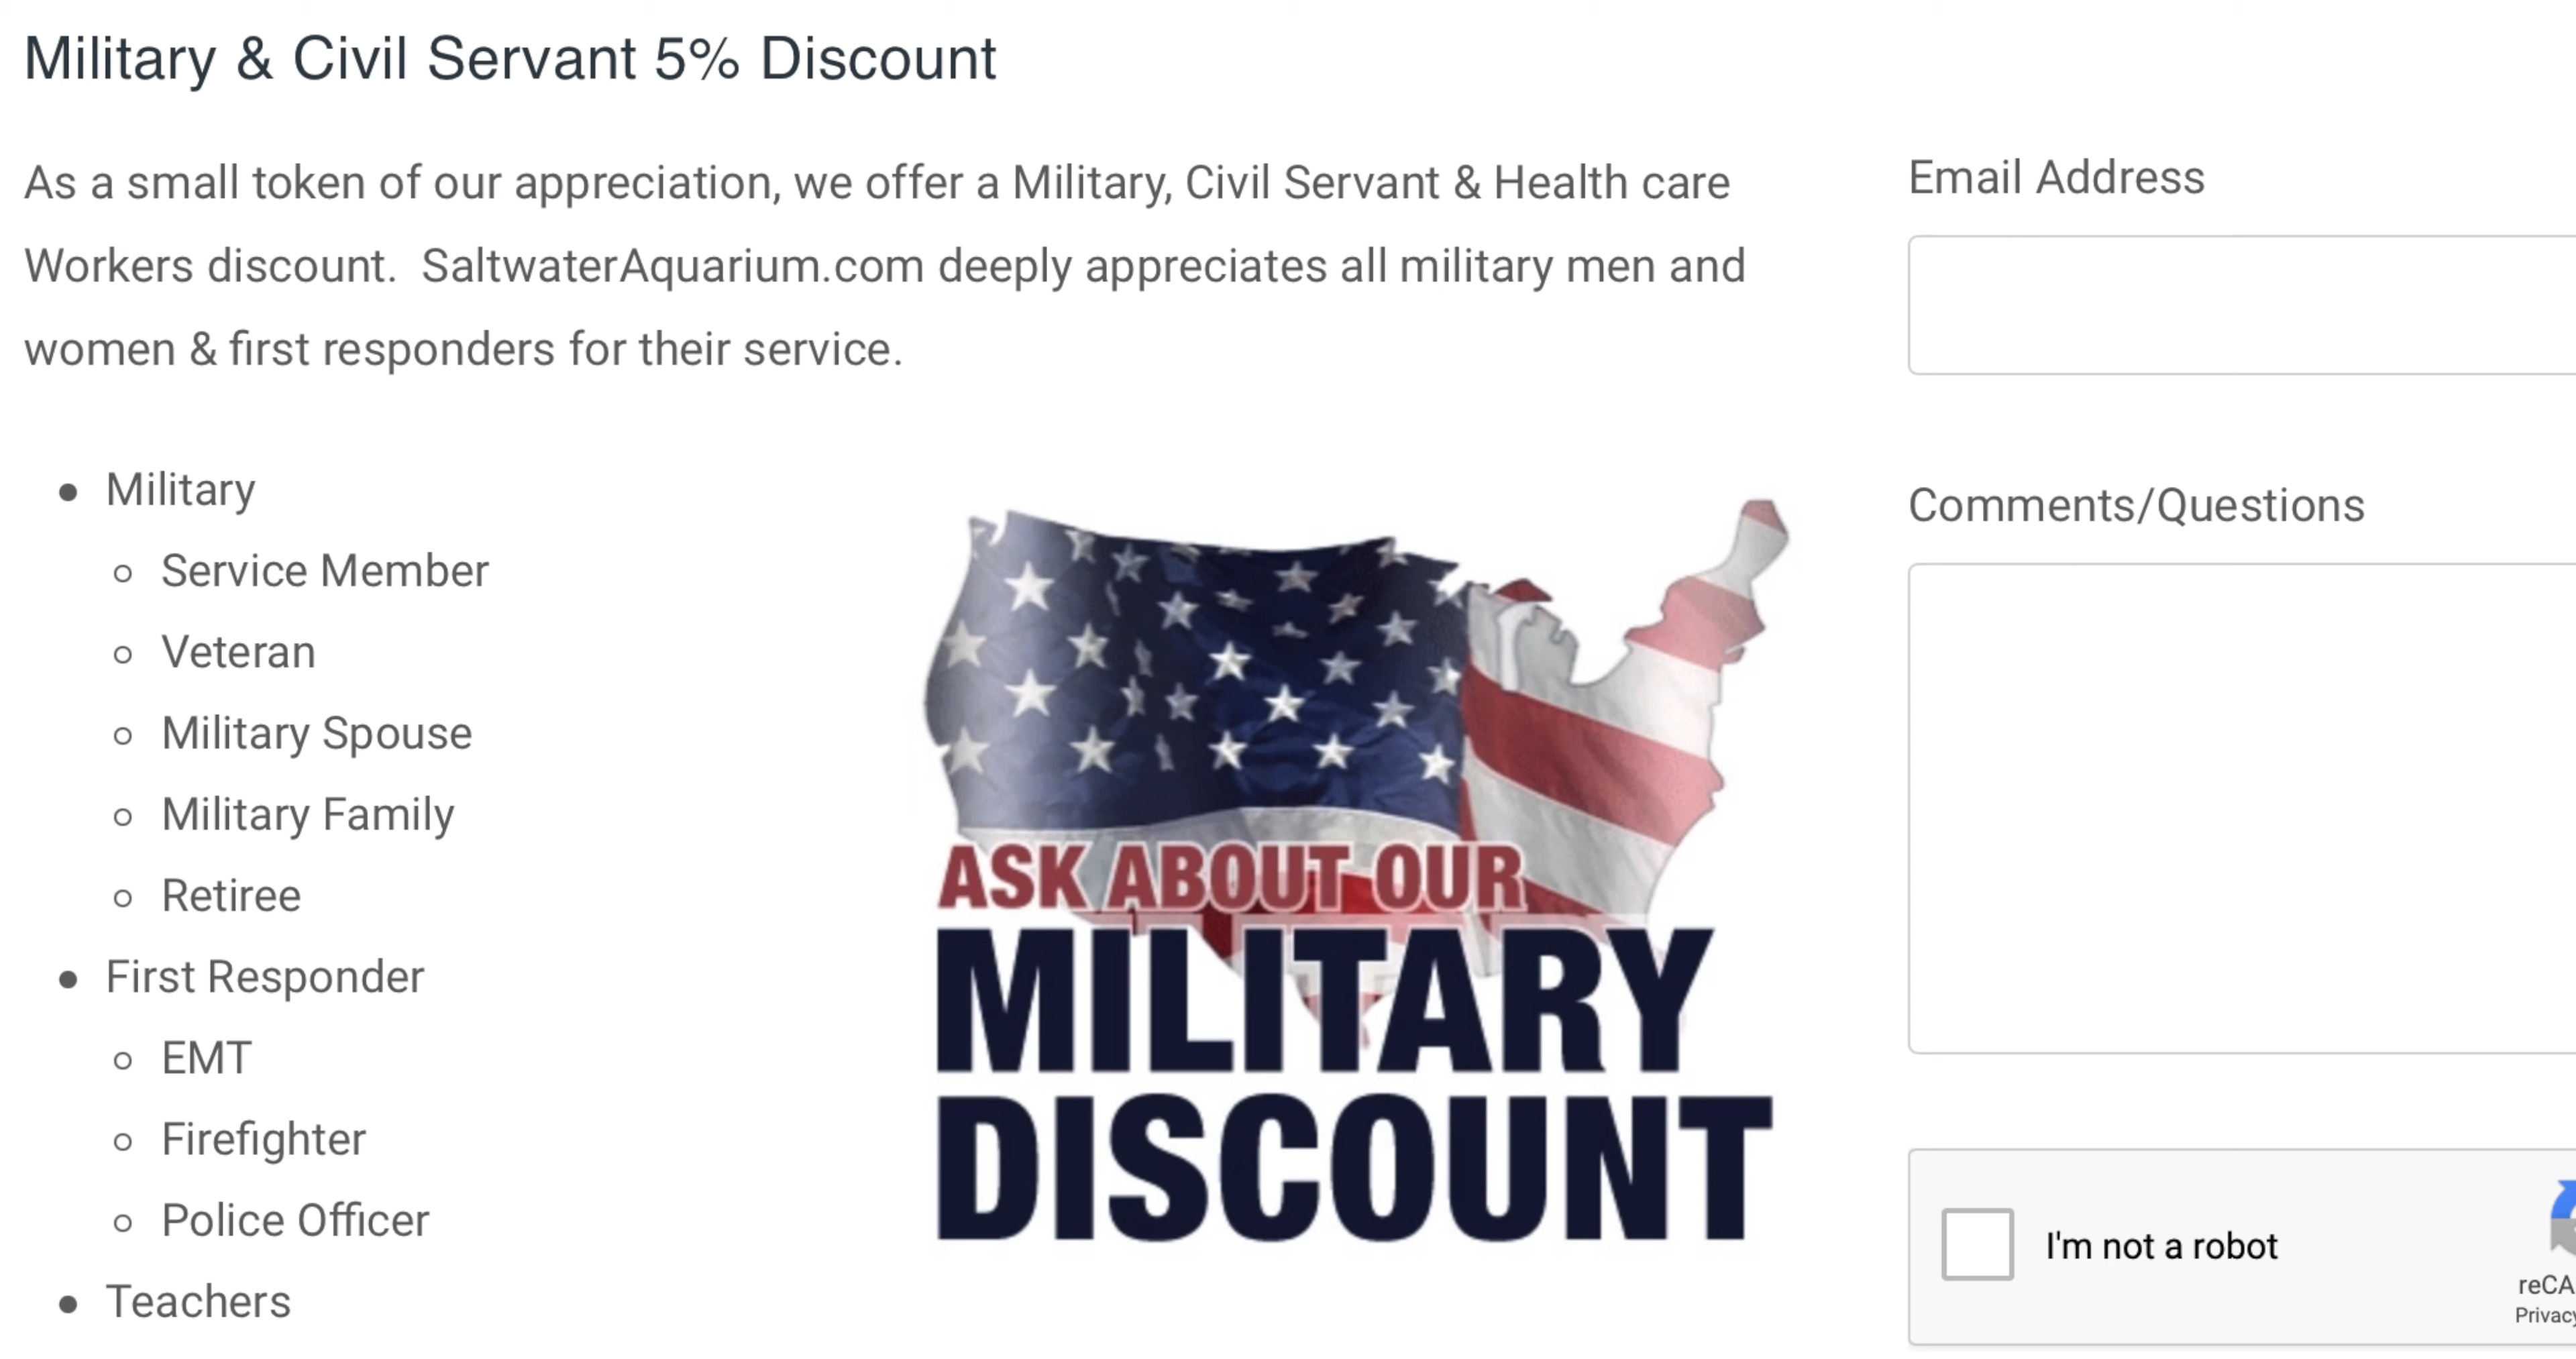 Military & Civil Servant 5% Discount
As a small token of our appreciation, we offer a Military, Civil Servant & Health care
Workers discount.  SaltwaterAquarium.com deeply appreciates all military men and
women & first responders for their service.
Military
Service Member
Veteran
Military Spouse
Military Family
Retiree
First Responder
EMT
Firefighter
Police Officer
Teachers
ASK ABOUT OUR
MILITARY
DISCOUNT
Email Address
Comments/Questions
I'm not a robot
reCA
Privacy